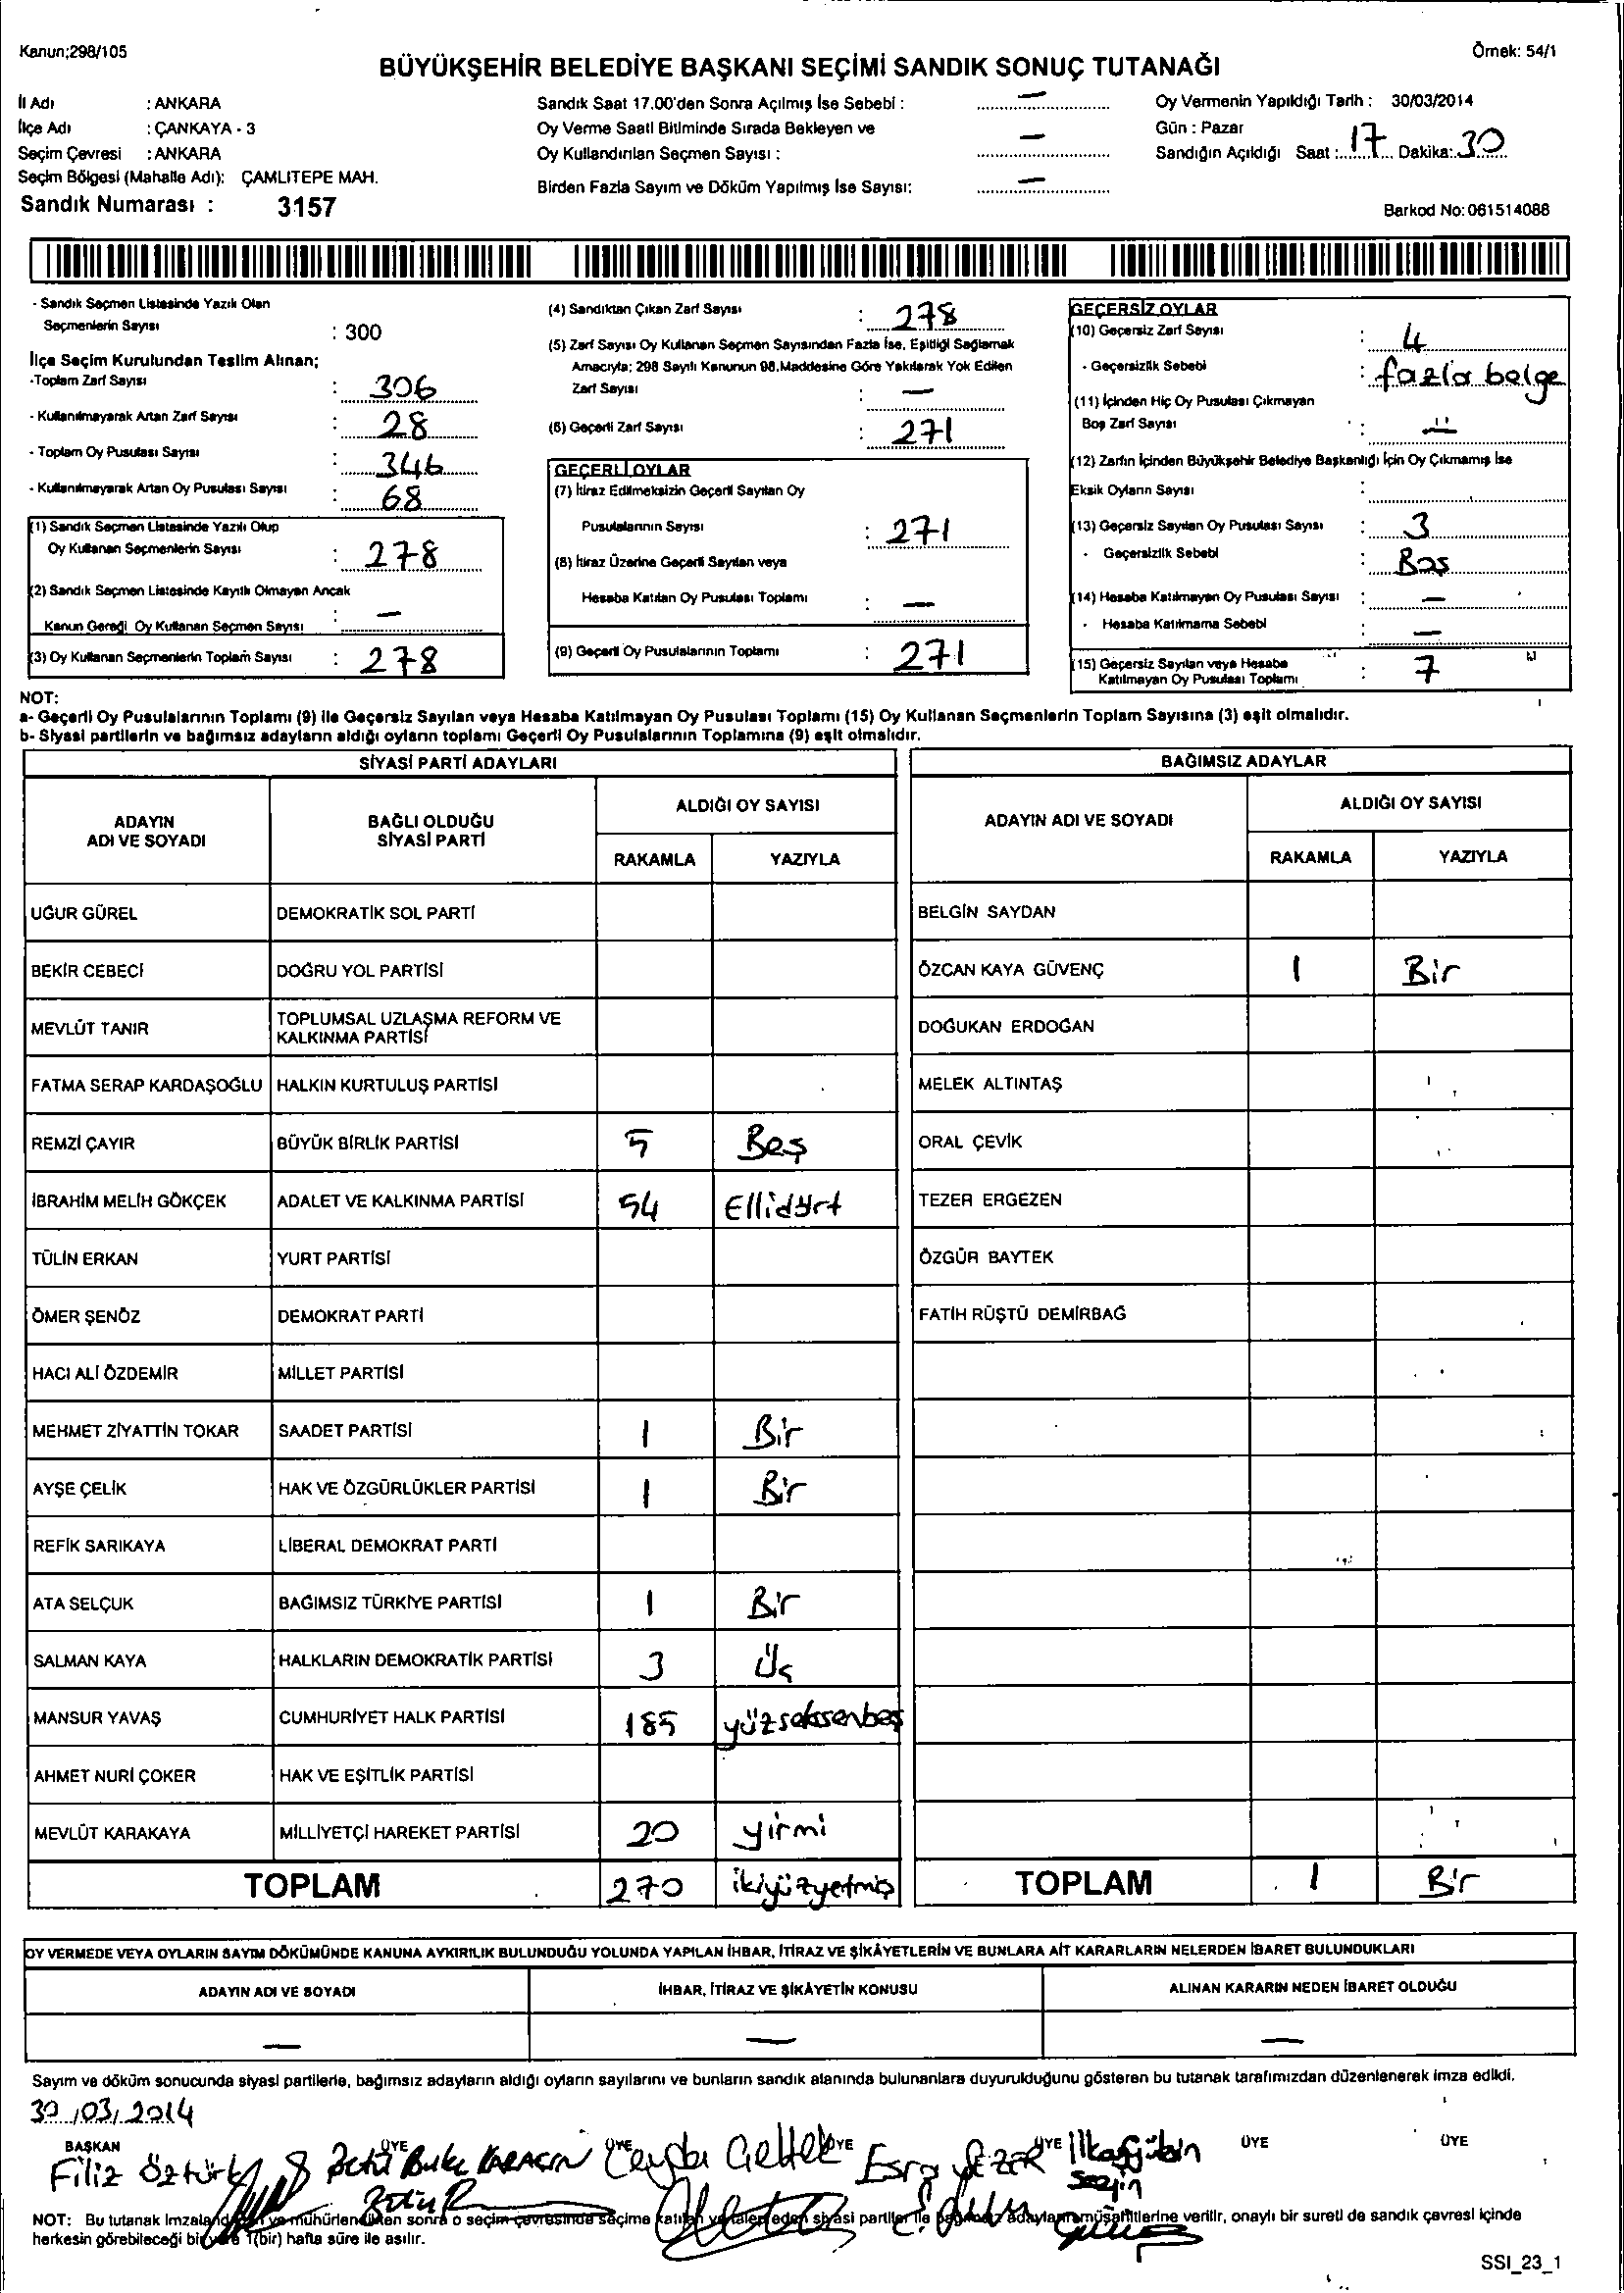 Kanun;298/105
Örnek: 54/1
BÜYÜKŞEHİR BELEDİYE BAŞKANI SEÇİMİ SANDIK SONUÇ TUTANAĞI
İl Adı : ANKARA
İlçe Adı : ÇANKAYA - 3
Seçim Çevresi : ANKARA
Seçim Bölgesi (Mahalle Adı): ÇAMLITEPE MAH.
Sandık Numarası : 3157
Sandık Saat 17.00'den Sonra Açılmış İse Sebebi : —
Oy Verme Saati Bitiminde Sırada Bekleyen ve
Oy Kullandırılan Seçmen Sayısı : —
Birden Fazla Sayım ve Döküm Yapılmış İse Sayısı: —
Oy Vermenin Yapıldığı Tarih : 30/03/2014
Gün : Pazar
Sandığın Açıldığı Saat : 17 Dakika: 30
Barkod No: 061514088
- Sandık Seçmen Listesinde Yazılı Olan
Seçmenlerin Sayısı : 300
İlçe Seçim Kurulundan Teslim Alınan;
-Toplam Zarf Sayısı : 306
- Kullanılmayarak Artan Zarf Sayısı : 28
- Toplam Oy Pusulası Sayısı : 346
- Kullanılmayarak Artan Oy Pusulası Sayısı : 68
(1) Sandık Seçmen Listesinde Yazılı Olup
Oy Kullanan Seçmenlerin Sayısı : 278
(2) Sandık Seçmen Listesinde Kayıtlı Olmayan Ancak
Kanun Gereği Oy Kullanan Seçmen Sayısı : —
(3) Oy Kullanan Seçmenlerin Toplam Sayısı : 278
(4) Sandıktan Çıkan Zarf Sayısı : 278
(5) Zarf Sayısı Oy Kullanan Seçmen Sayısından Fazla İse, Eşitliği Sağlamak
Amacıyla; 298 Sayılı Kanunun 98.Maddesine Göre Yakılarak Yok Edilen
Zarf Sayısı : —
(6) Geçerli Zarf Sayısı : 271
GEÇERLİ OYLAR
(7) İtiraz Edilmeksizin Geçerli Sayılan Oy
Pusulalarının Sayısı : 271
(8) İtiraz Üzerine Geçerli Sayılan veya
Hesaba Katılan Oy Pusulası Toplamı : —
(9) Geçerli Oy Pusulalarının Toplamı : 271
GEÇERSİZ OYLAR
(10) Geçersiz Zarf Sayısı : 4
- Geçersizlik Sebebi : fazla belge
(11) İçinden Hiç Oy Pusulası Çıkmayan
Boş Zarf Sayısı : —
(12) Zarfın İçinden Büyükşehir Belediye Başkanlığı İçin Oy Çıkmamış İse
Eksik Oyların Sayısı :
(13) Geçersiz Sayılan Oy Pusulası Sayısı : 3
- Geçersizlik Sebebi : Boş
(14) Hesaba Katılmayan Oy Pusulası Sayısı : —
- Hesaba Katılmama Sebebi : —
(15) Geçersiz Sayılan veya Hesaba
Katılmayan Oy Pusulası Toplamı : 7
NOT:
a- Geçerli Oy Pusulalarının Toplamı (9) ile Geçersiz Sayılan veya Hesaba Katılmayan Oy Pusulası Toplamı (15) Oy Kullanan Seçmenlerin Toplam Sayısına (3) eşit olmalıdır.
b- Siyasi partilerin ve bağımsız adayların aldığı oyların toplamı Geçerli Oy Pusulalarının Toplamına (9) eşit olmalıdır.
SİYASİ PARTİ ADAYLARI
ADAYIN ADI VE SOYADI BAĞLI OLDUĞU SİYASİ PARTİ ALDIĞI OY SAYISI
RAKAMLA YAZIYLA
UĞUR GÜREL DEMOKRATİK SOL PARTİ
BEKİR CEBECİ DOĞRU YOL PARTİSİ
MEVLÜT TANIR TOPLUMSAL UZLAŞMA REFORM VE KALKINMA PARTİSİ
FATMA SERAP KARDAŞOĞLU HALKIN KURTULUŞ PARTİSİ
REMZİ ÇAYIR BÜYÜK BİRLİK PARTİSİ 5 Beş
İBRAHİM MELİH GÖKÇEK ADALET VE KALKINMA PARTİSİ 54 Ellidört
TÜLİN ERKAN YURT PARTİSİ
ÖMER ŞENÖZ DEMOKRAT PARTİ
HACI ALİ ÖZDEMİR MİLLET PARTİSİ
MEHMET ZİYATTİN TOKAR SAADET PARTİSİ 1 Bir
AYŞE ÇELİK HAK VE ÖZGÜRLÜKLER PARTİSİ 1 Bir
REFİK SARIKAYA LİBERAL DEMOKRAT PARTİ
ATA SELÇUK BAĞIMSIZ TÜRKİYE PARTİSİ 1 Bir
SALMAN KAYA HALKLARIN DEMOKRATİK PARTİSİ 3 Üç
MANSUR YAVAŞ CUMHURİYET HALK PARTİSİ 185 yüzseksenbeş
AHMET NURİ ÇOKER HAK VE EŞİTLİK PARTİSİ
MEVLÜT KARAKAYA MİLLİYETÇİ HAREKET PARTİSİ 20 yirmi
TOPLAM 270 ikiyüzyetmiş
BAĞIMSIZ ADAYLAR
ADAYIN ADI VE SOYADI ALDIĞI OY SAYISI
RAKAMLA YAZIYLA
BELGİN SAYDAN
ÖZCAN KAYA GÜVENÇ 1 Bir
DOĞUKAN ERDOĞAN
MELEK ALTINTAŞ
ORAL ÇEVİK
TEZER ERGEZEN
ÖZGÜR BAYTEK
FATİH RÜŞTÜ DEMİRBAĞ
TOPLAM 1 Bir
OY VERMEDE VEYA OYLARIN SAYIM DÖKÜMÜNDE KANUNA AYKIRILIK BULUNDUĞU YOLUNDA YAPILAN İHBAR, İTİRAZ VE ŞİKÂYETLERİN VE BUNLARA AİT KARARLARIN NELERDEN İBARET BULUNDUKLARI
ADAYIN ADI VE SOYADI İHBAR, İTİRAZ VE ŞİKÂYETİN KONUSU ALINAN KARARIN NEDEN İBARET OLDUĞU
— — —
Sayım ve döküm sonucunda siyasi partilerle, bağımsız adayların aldığı oyların sayılarını ve bunların sandık alanında bulunanlara duyurulduğunu gösteren bu tutanak tarafımızdan düzenlenerek imza edildi.
30/03/2014
BAŞKAN ÜYE ÜYE ÜYE ÜYE ÜYE ÜYE
Filiz Öztürk Esra
NOT: Bu tutanak İmzalandıktan ve mühürlendikten sonra o seçim çevresinde seçime katılan ve talep eden siyasi partiler ile bağımsız adayların müşahitlerine verilir, onaylı bir sureti de sandık çevresi içinde
herkesin görebileceği bir yere 1(bir) hafta süre ile asılır.
SSI_23_1